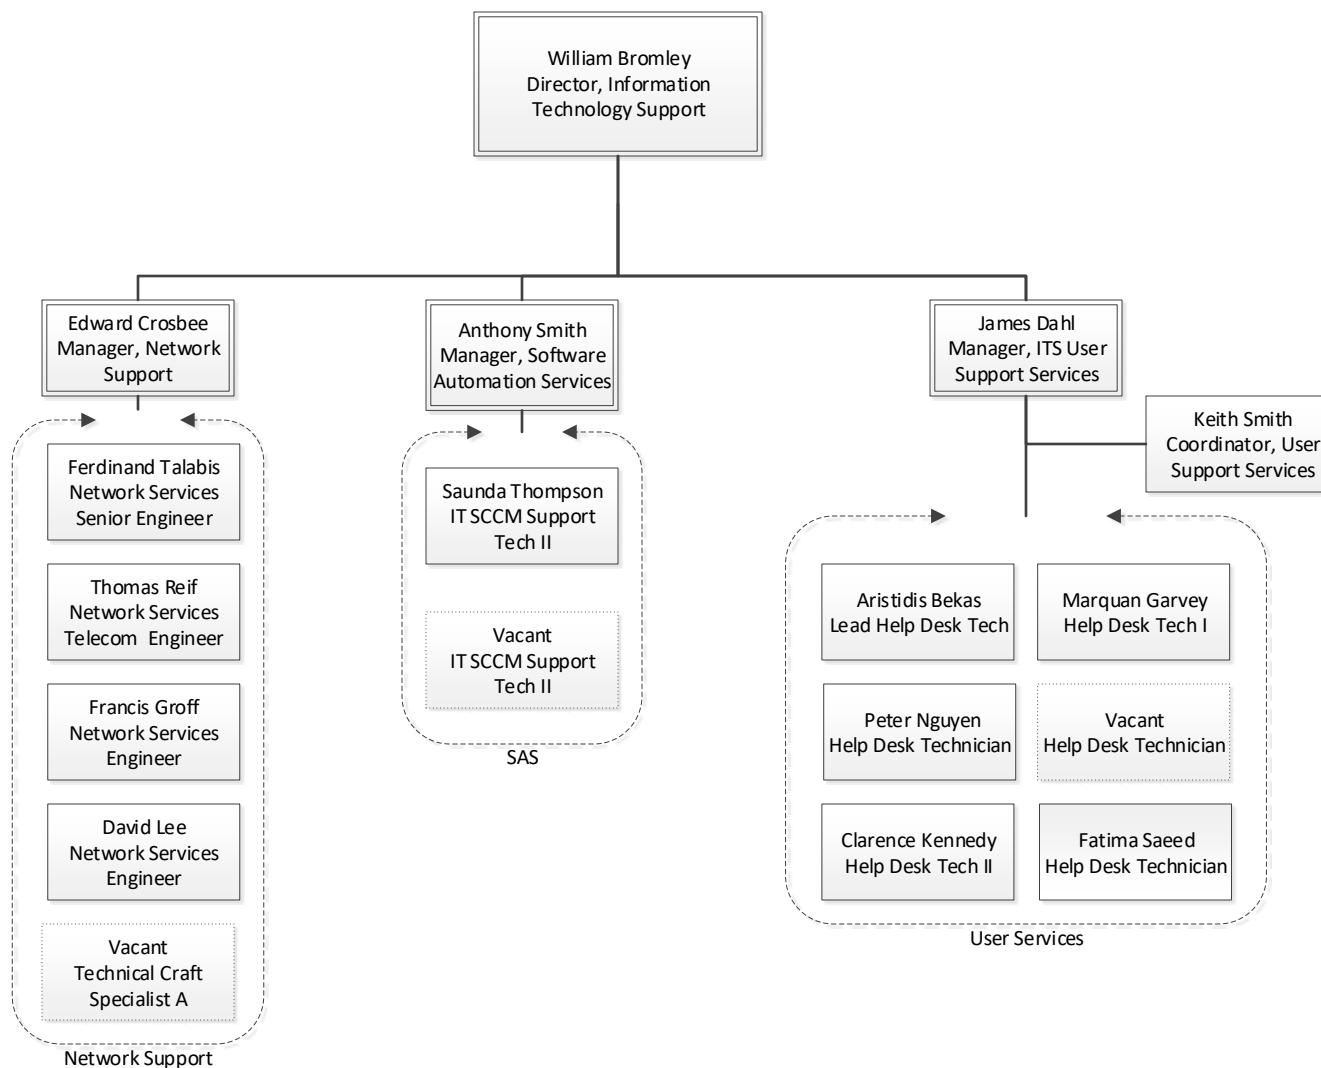 William Bromley
Director, Information
Technology Support
Edward Crosbee
Manager, Network
Support
Anthony Smith
Manager, Software
Automation Services
James Dahl
Manager, ITS User
Support Services
Keith Smith
Coordinator, User
Support Services
Ferdinand Talabis
Network Services
Senior Engineer
Thomas Reif
Network Services
Telecom Engineer
Francis Groff
Network Services
Engineer
David Lee
Network Services
Engineer
Vacant
Technical Craft
Specialist A
Network Support
Saunda Thompson
IT SCCM Support
Tech II
Vacant
IT SCCM Support
Tech II
SAS
Aristidis Bekas
Lead Help Desk Tech
Marquan Garvey
Help Desk Tech I
Peter Nguyen
Help Desk Technician
Vacant
Help Desk Technician
Clarence Kennedy
Help Desk Tech II
Fatima Saeed
Help Desk Technician
User Services